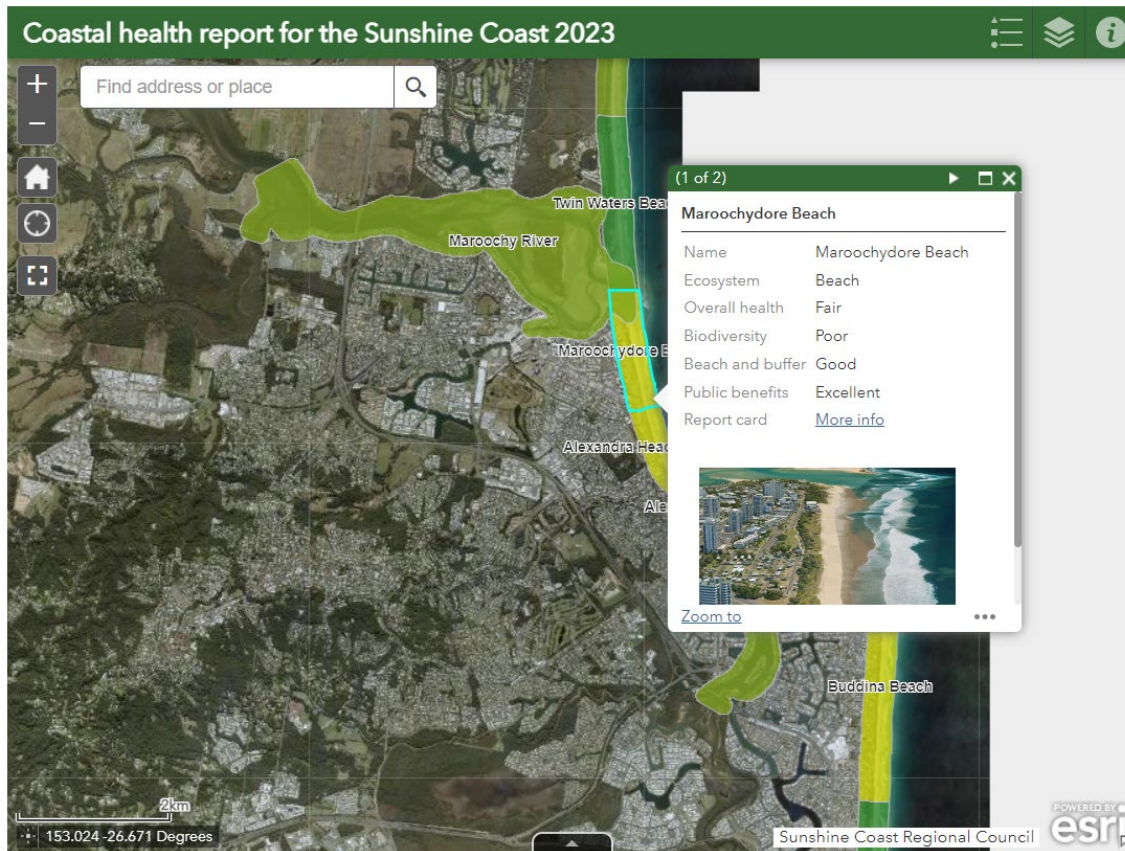 Coastal health report for the Sunshine Coast 2023
+
Find address or place
−
(1 of 2)
Maroochydore Beach
Name Maroochydore Beach
Ecosystem Beach
Overall health Fair
Biodiversity Poor
Beach and buffer Good
Public benefits Excellent
Report card More info
Zoom to
Twin Waters
Maroochy River
Maroochydore
Alexandra
Buddina Beach
2km
153.024 -26.671 Degrees
Sunshine Coast Regional Council
POWERED BY
esri